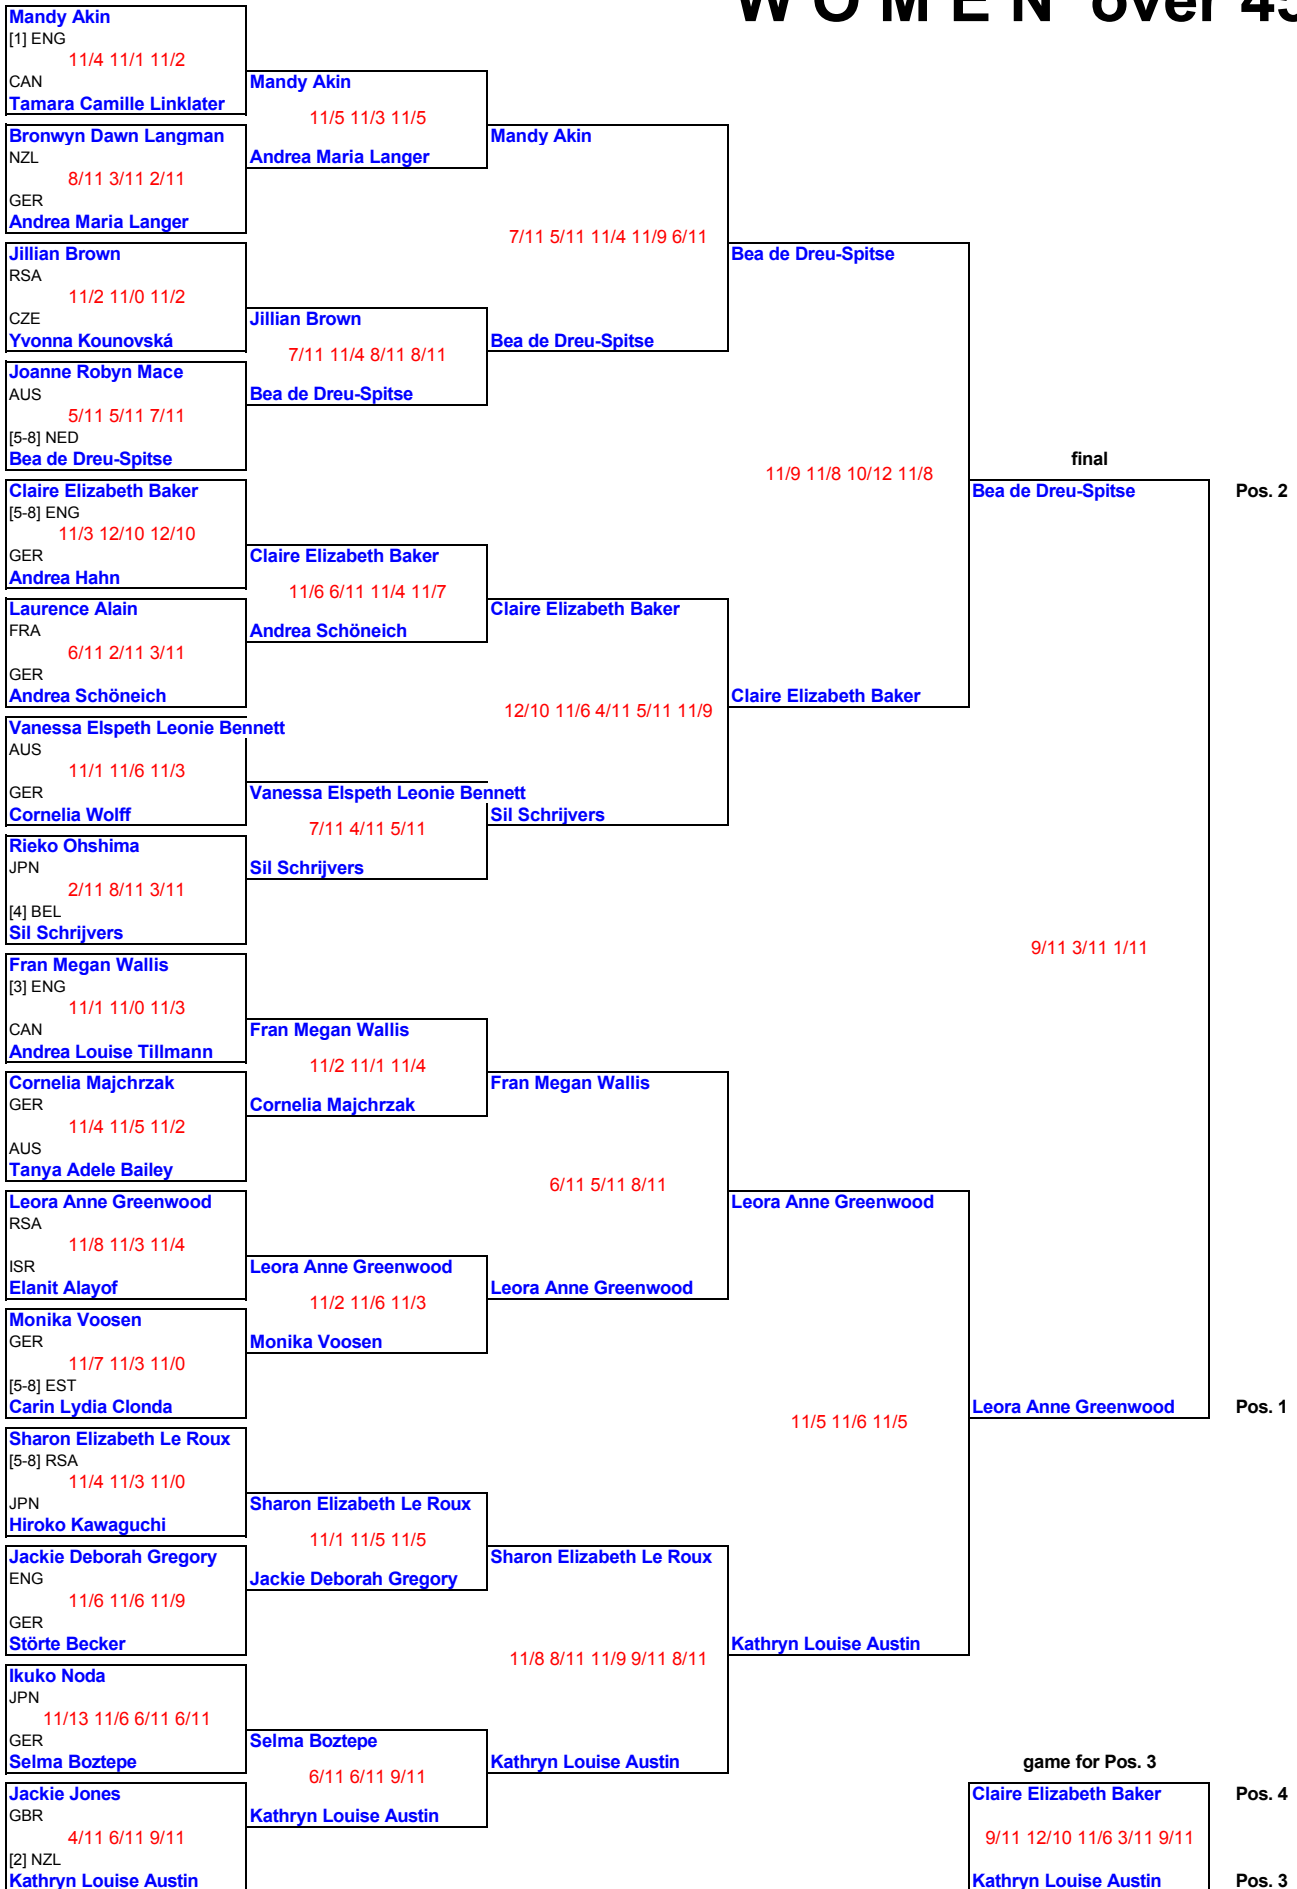 W O M E N over 45
Mandy Akin
[1] ENG
11/4 11/1 11/2
CAN
Tamara Camille Linklater
Bronwyn Dawn Langman
NZL
8/11 3/11 2/11
GER
Andrea Maria Langer
Jillian Brown
RSA
11/2 11/0 11/2
CZE
Yvonna Kounovská
Joanne Robyn Mace
AUS
5/11 5/11 7/11
[5-8] NED
Bea de Dreu-Spitse
Claire Elizabeth Baker
[5-8] ENG
11/3 12/10 12/10
GER
Andrea Hahn
Laurence Alain
FRA
6/11 2/11 3/11
GER
Andrea Schöneich
Vanessa Elspeth Leonie Bennett
AUS
11/1 11/6 11/3
GER
Cornelia Wolff
Rieko Ohshima
JPN
2/11 8/11 3/11
[4] BEL
Sil Schrijvers
Fran Megan Wallis
[3] ENG
11/1 11/0 11/3
CAN
Andrea Louise Tillmann
Cornelia Majchrzak
GER
11/4 11/5 11/2
AUS
Tanya Adele Bailey
Leora Anne Greenwood
RSA
11/8 11/3 11/4
ISR
Elanit Alayof
Monika Voosen
GER
11/7 11/3 11/0
[5-8] EST
Carin Lydia Clonda
Sharon Elizabeth Le Roux
[5-8] RSA
11/4 11/3 11/0
JPN
Hiroko Kawaguchi
Jackie Deborah Gregory
ENG
11/6 11/6 11/9
GER
Störte Becker
Ikuko Noda
JPN
11/13 11/6 6/11 6/11
GER
Selma Boztepe
Jackie Jones
GBR
4/11 6/11 9/11
[2] NZL
Kathryn Louise Austin
Mandy Akin
11/5 11/3 11/5
Andrea Maria Langer
Jillian Brown
7/11 11/4 8/11 8/11
Bea de Dreu-Spitse
Claire Elizabeth Baker
11/6 6/11 11/4 11/7
Andrea Schöneich
Vanessa Elspeth Leonie Bennett
7/11 4/11 5/11
Sil Schrijvers
Fran Megan Wallis
11/2 11/1 11/4
Cornelia Majchrzak
Leora Anne Greenwood
11/2 11/6 11/3
Monika Voosen
Sharon Elizabeth Le Roux
11/1 11/5 11/5
Jackie Deborah Gregory
Selma Boztepe
6/11 6/11 9/11
Kathryn Louise Austin
Mandy Akin
7/11 5/11 11/4 11/9 6/11
Bea de Dreu-Spitse
Claire Elizabeth Baker
12/10 11/6 4/11 5/11 11/9
Sil Schrijvers
Fran Megan Wallis
6/11 5/11 8/11
Leora Anne Greenwood
Sharon Elizabeth Le Roux
11/8 8/11 11/9 9/11 8/11
Kathryn Louise Austin
Bea de Dreu-Spitse
11/9 11/8 10/12 11/8
Claire Elizabeth Baker
Leora Anne Greenwood
11/5 11/6 11/5
Kathryn Louise Austin
final
Bea de Dreu-Spitse Pos. 2
9/11 3/11 1/11
Leora Anne Greenwood Pos. 1
game for Pos. 3
Claire Elizabeth Baker Pos. 4
9/11 12/10 11/6 3/11 9/11
Kathryn Louise Austin Pos. 3